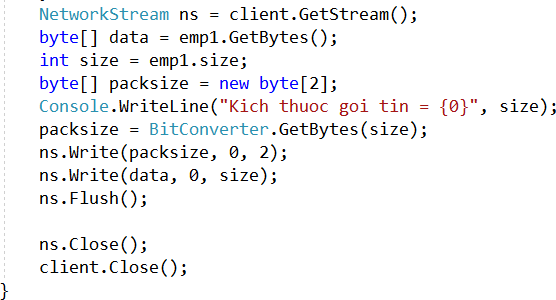 NetworkStream ns = client.GetStream();
byte[] data = emp1.GetBytes();
int size = emp1.size;
byte[] packsize = new byte[2];
Console.WriteLine("Kich thuoc goi tin = {0}", size);
packsize = BitConverter.GetBytes(size);
ns.Write(packsize, 0, 2);
ns.Write(data, 0, size);
ns.Flush();
ns.Close();
client.Close();
}